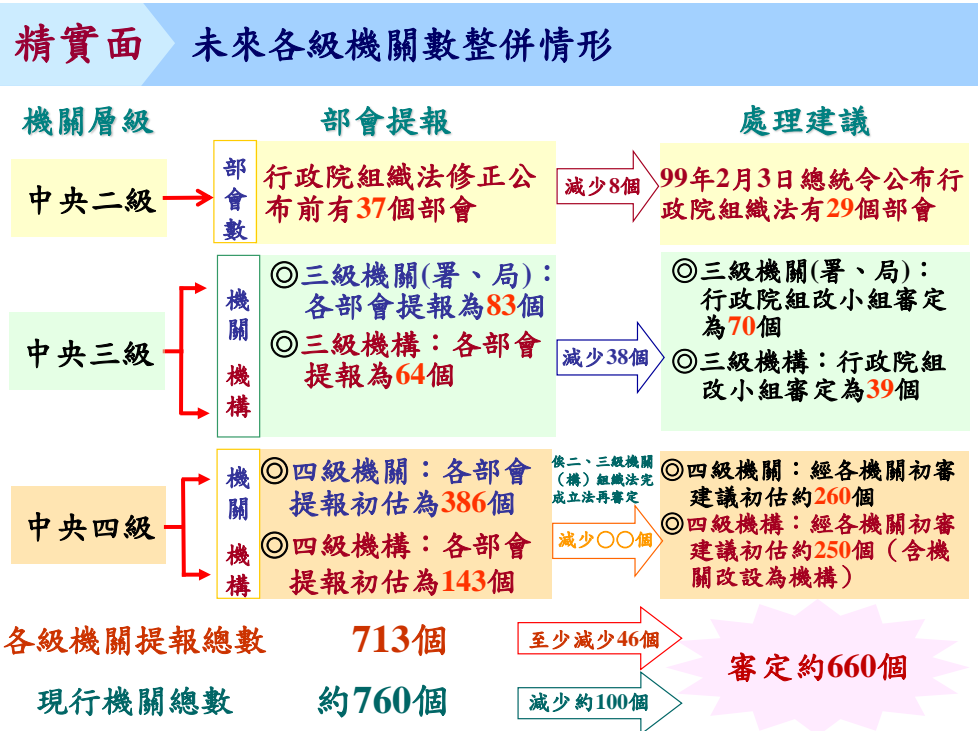 精實面 未來各級機關數整併情形
機關層級 部會提報 處理建議
中央二級
部會數
行政院組織法修正公
布前有37個部會
減少8個
99年2月3日總統令公布行
政院組織法有29個部會
中央三級
機關 機構
◎三級機關(署、局)：
各部會提報為83個
◎三級機構：各部會
提報為64個
減少38個
◎三級機關(署、局)：
行政院組改小組審定
為70個
◎三級機構：行政院組
改小組審定為39個
中央四級
機關 機構
◎四級機關：各部會
提報初估為386個
◎四級機構：各部會
提報初估為143個
俟二、三級機關
（構）組織法完
成立法再審定
減少〇〇個
◎四級機關：經各機關初審
建議初估約260個
◎四級機構：經各機關初審
建議初估約250個（含機
關改設為機構）
各級機關提報總數 713個 至少減少46個
審定約660個
現行機關總數 約760個 減少約100個